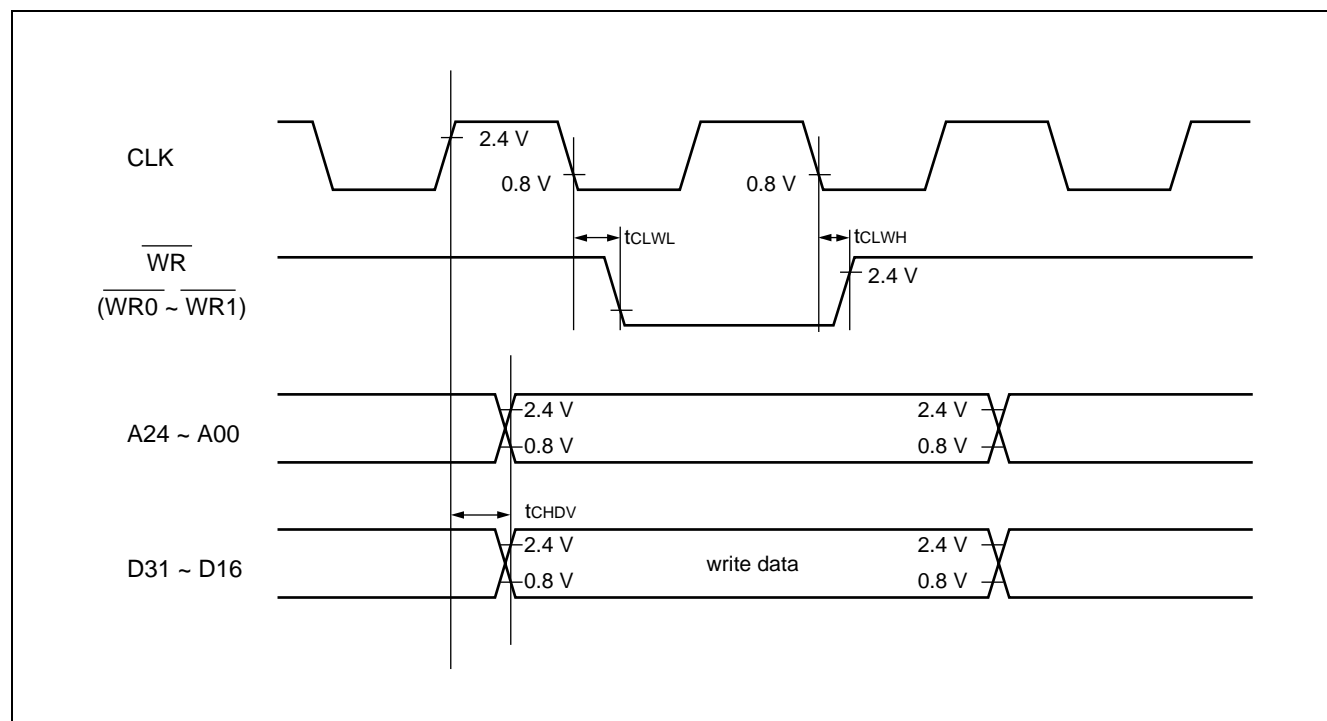 CLK
2.4 V
0.8 V
0.8 V
tCLWL
tCLWH
WR
2.4 V
(WR0 ~ WR1)
A24 ~ A00
2.4 V
2.4 V
0.8 V
0.8 V
tCHDV
D31 ~ D16
2.4 V
write data
2.4 V
0.8 V
0.8 V